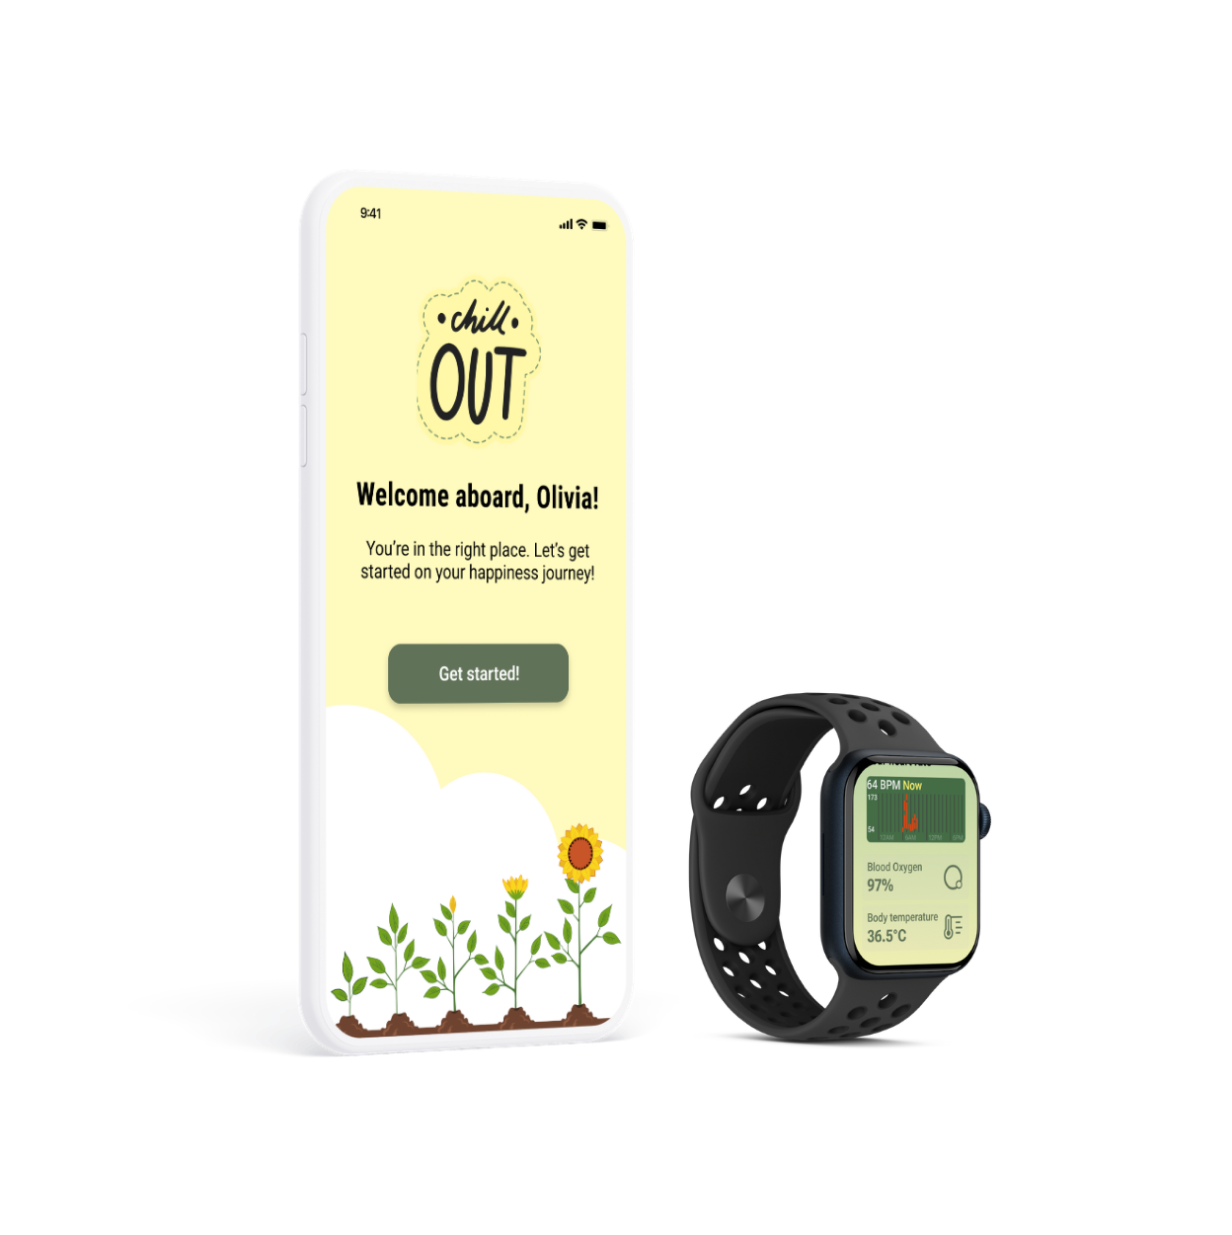 9:41
• chill •
OUT
Welcome aboard, Olivia!
You're in the right place. Let's get
started on your happiness journey!
Get started!
64 BPM Now
173
54
Blood Oxygen
97%
Body temperature
36.5°C